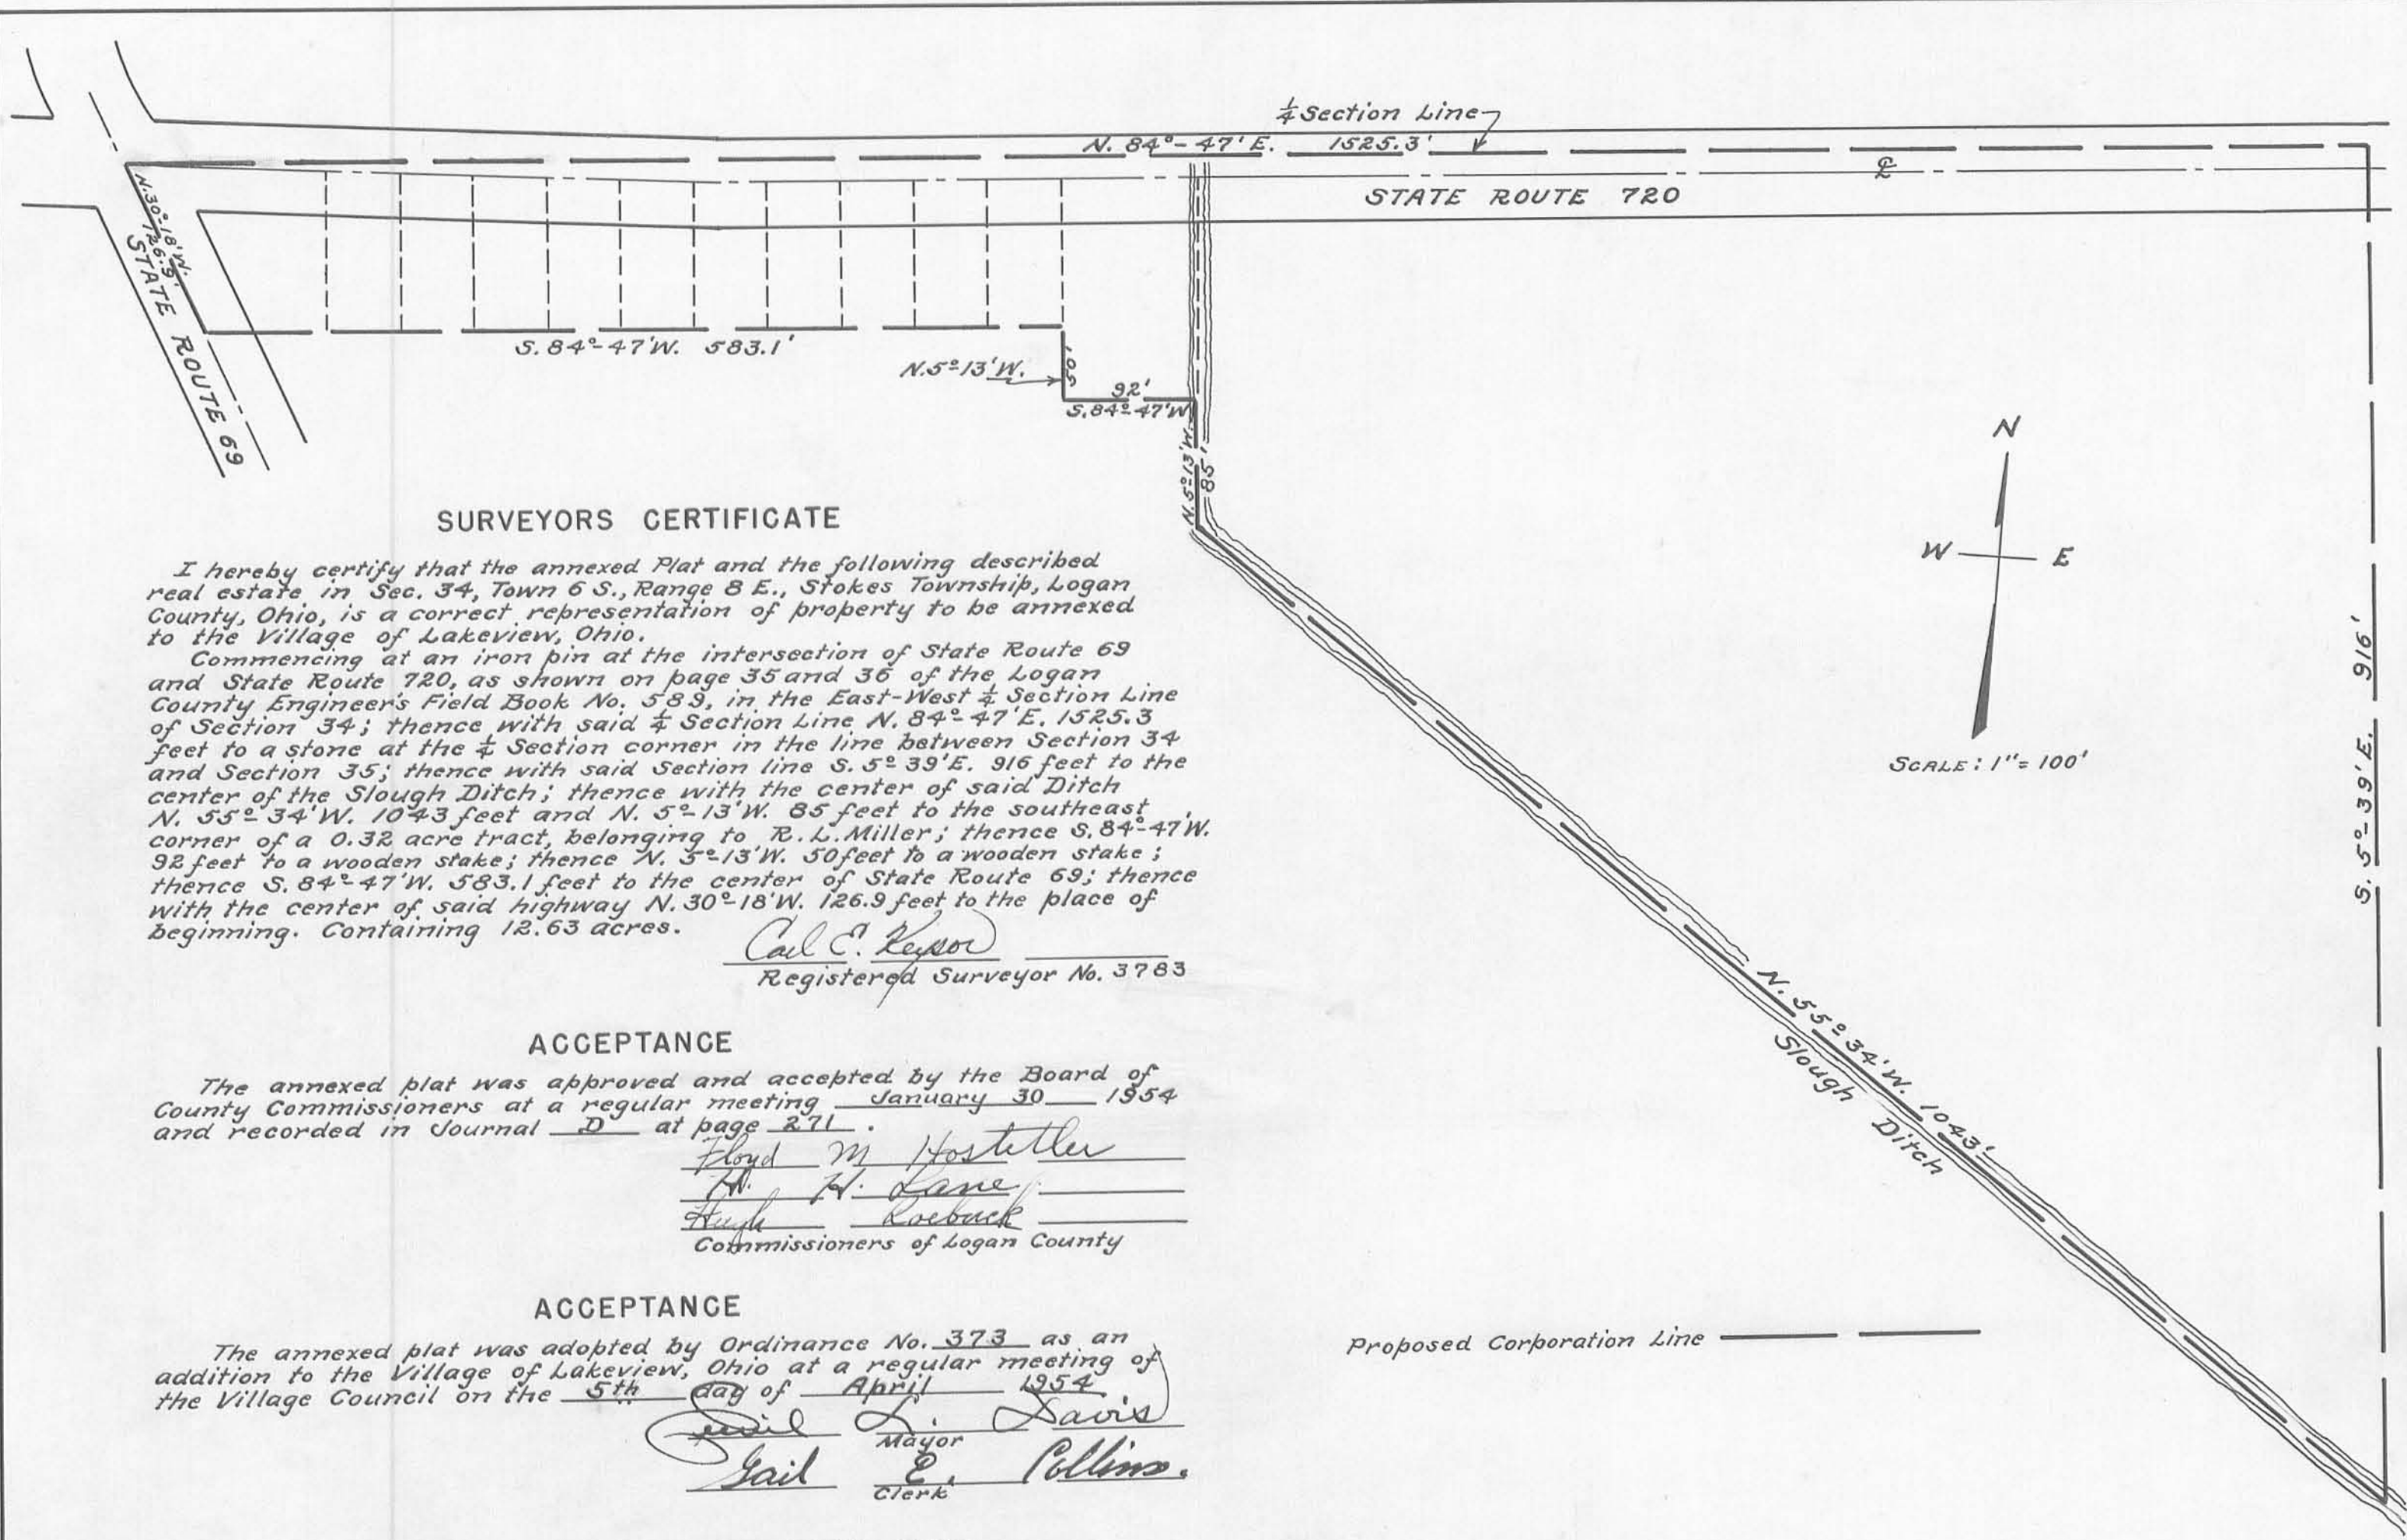 ¼ Section Line
N. 84°-47'E. 1525.3'
℄
STATE ROUTE 720
N. 30°-18'W.
126.9'
STATE ROUTE 69
S. 84°-47'W. 583.1'
N. 5°-13'W.
50'
92'
S. 84°-47'W
N. 5°-13'W.
85'
N
W E
SCALE: 1"= 100'
S. 5°-39'E. 916'
SURVEYORS CERTIFICATE
I hereby certify that the annexed Plat and the following described
real estate in Sec. 34, Town 6 S., Range 8 E., Stokes Township, Logan
County, Ohio, is a correct representation of property to be annexed
to the Village of Lakeview, Ohio.
Commencing at an iron pin at the intersection of State Route 69
and State Route 720, as shown on page 35 and 36 of the Logan
County Engineer's Field Book No. 589, in the East-West ¼ Section Line
of Section 34; thence with said ¼ Section Line N. 84°-47'E. 1525.3
feet to a stone at the ¼ Section corner in the line between Section 34
and Section 35; thence with said Section line S. 5° 39'E. 916 feet to the
center of the Slough Ditch; thence with the center of said Ditch
N. 55°-34'W. 1043 feet and N. 5°-13'W. 85 feet to the southeast
corner of a 0.32 acre tract, belonging to R. L. Miller; thence S. 84°-47'W.
92 feet to a wooden stake; thence N. 5°-13'W. 50 feet to a wooden stake;
thence S. 84°-47'W. 583.1 feet to the center of State Route 69; thence
with the center of said highway N. 30°-18'W. 126.9 feet to the place of
beginning. Containing 12.63 acres.
Carl E. Keysor
Registered Surveyor No. 3783
N. 55°-34'W. 1043'
Slough Ditch
ACCEPTANCE
The annexed plat was approved and accepted by the Board of
County Commissioners at a regular meeting January 30 1954
and recorded in Journal D at page 271.
Floyd M Hostetler
H. Lane
Hugh Roebuck
Commissioners of Logan County
ACCEPTANCE
The annexed plat was adopted by Ordinance No. 373 as an
addition to the Village of Lakeview, Ohio at a regular meeting of
the Village Council on the 5th day of April 1954
L. Davis
Mayor
Gail E. Collins.
Clerk
Proposed Corporation Line